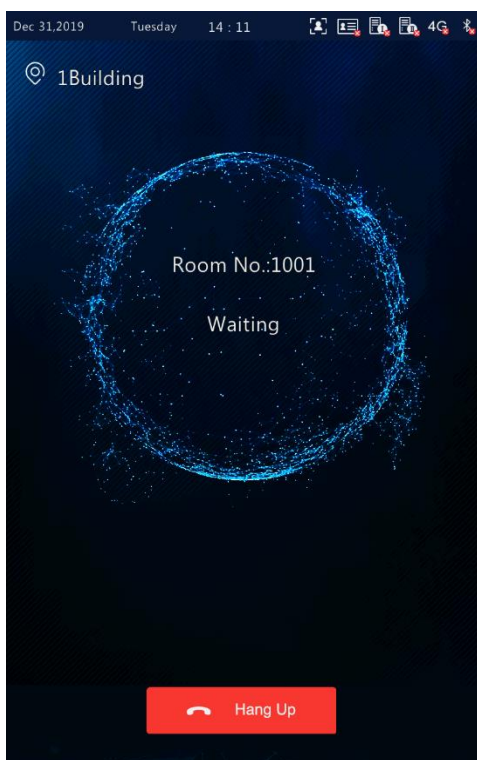 Dec 31,2019 Tuesday 14 : 11 4G
1Building
Room No.:1001
Waiting
Hang Up